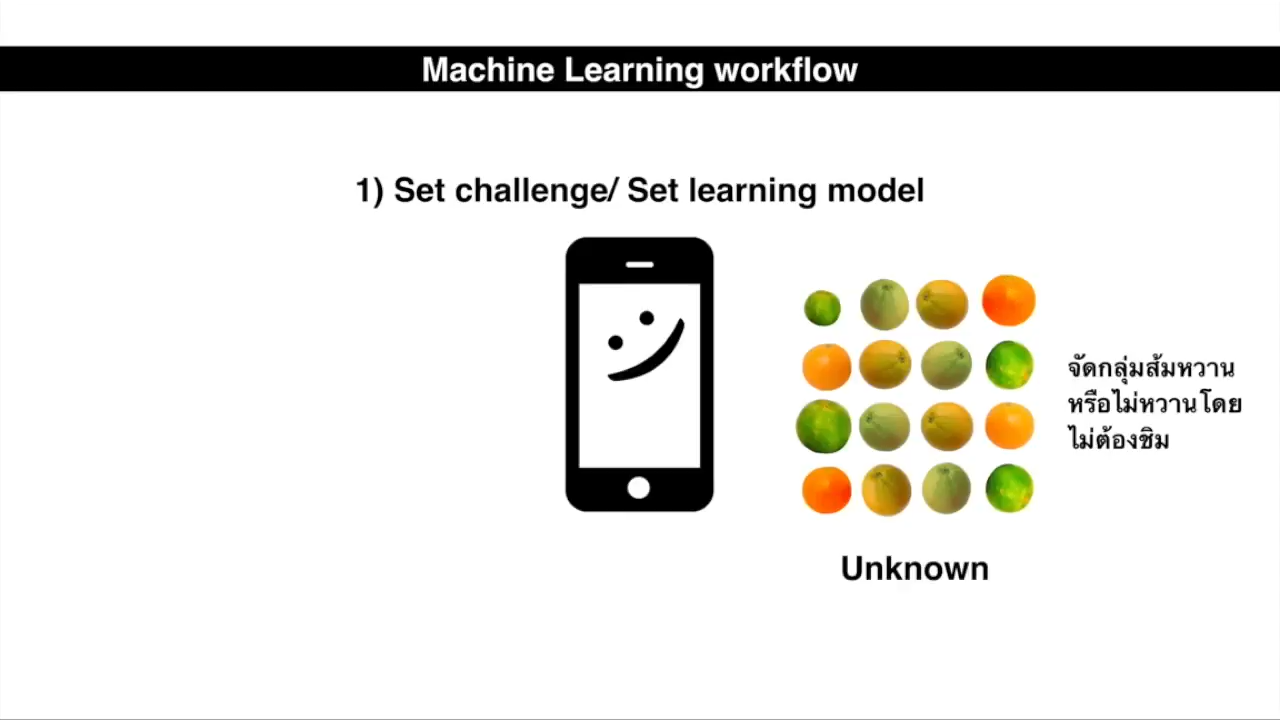 Machine Learning workflow
1) Set challenge/ Set learning model
จัดกลุ่มส้มหวาน
หรือไม่หวานโดย
ไม่ต้องชิม
Unknown